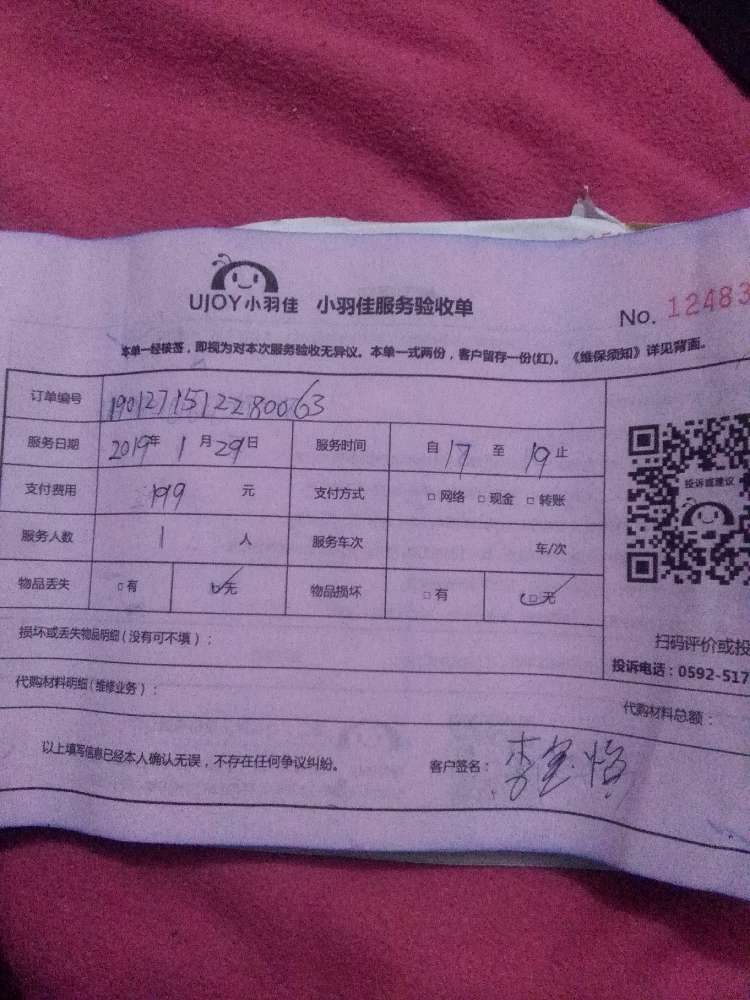 UJOY小羽佳 小羽佳服务验收单
No. 12483
本单一经核签，即视为对本次服务验收无异议。本单一式两份，客户留存一份(红)。《维保须知》详见背面。
订单编号 1901271512280063
服务日期 2019年 1月29日 服务时间 自17至19止
支付费用 199元 支付方式 □网络 □现金 □转账
服务人数 1人 服务车次 车/次
物品丢失 □有 □无 物品损坏 □有 □无
投诉或建议
损坏或丢失物品明细(没有可不填)：
扫码评价或投
投诉电话：0592-517
代购材料明细(维修业务)：
代购材料总额：
以上填写信息已经本人确认无误，不存在任何争议纠纷。 客户签名：李